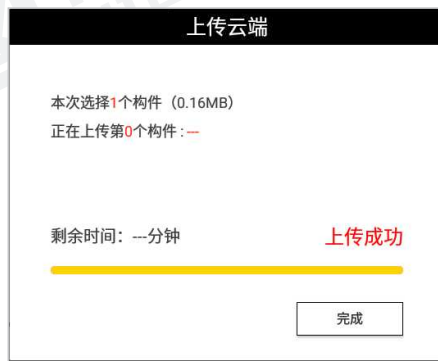 上传云端
本次选择1个构件（0.16MB）
正在上传第0个构件 : ---
剩余时间：---分钟
上传成功
完成